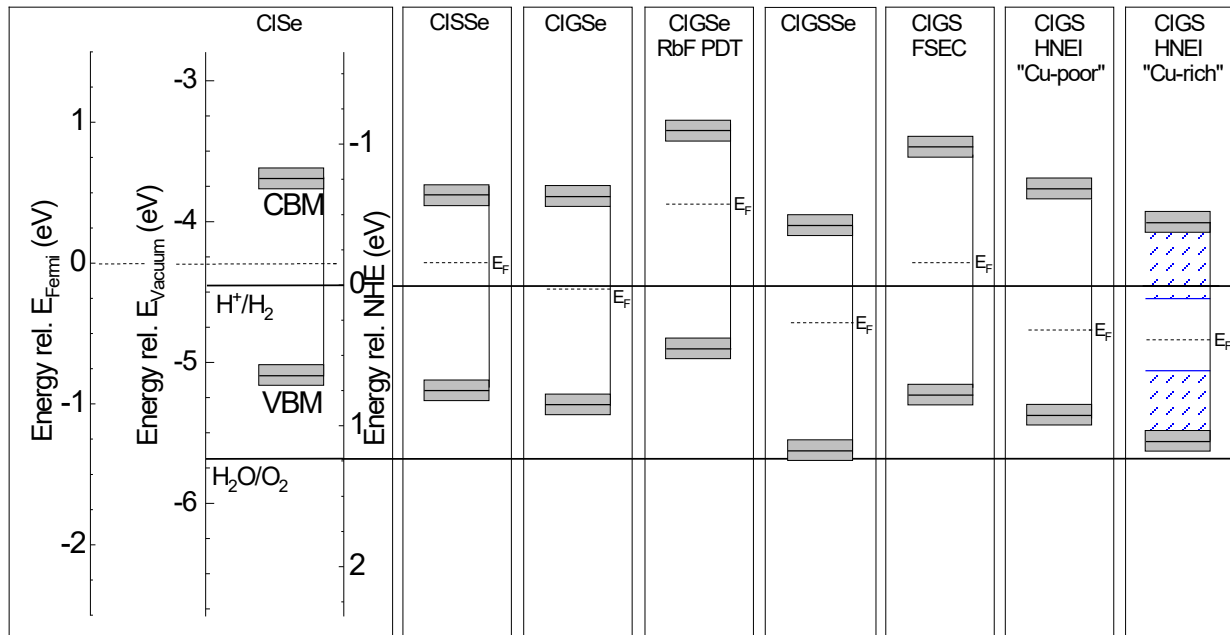 CISe
CISSe
CIGSe
CIGSe
RbF PDT
CIGSSe
CIGS
FSEC
CIGS
HNEI
"Cu-poor"
CIGS
HNEI
"Cu-rich"
Energy rel. E_Fermi (eV)
1
0
-1
-2
Energy rel. E_Vacuum (eV)
-3
-4
-5
-6
Energy rel. NHE (eV)
-1
0
1
2
CBM
VBM
H⁺/H₂
H₂O/O₂
E_F
E_F
E_F
E_F
E_F
E_F
E_F